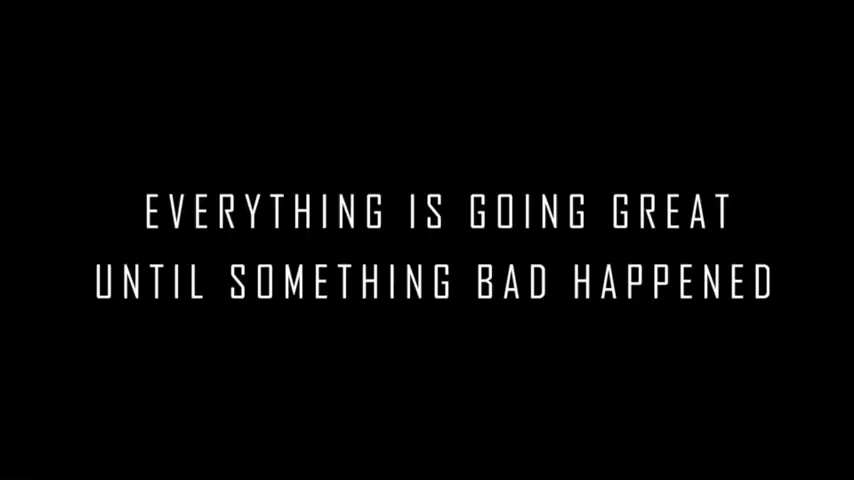 EVERYTHING IS GOING GREAT
UNTIL SOMETHING BAD HAPPENED